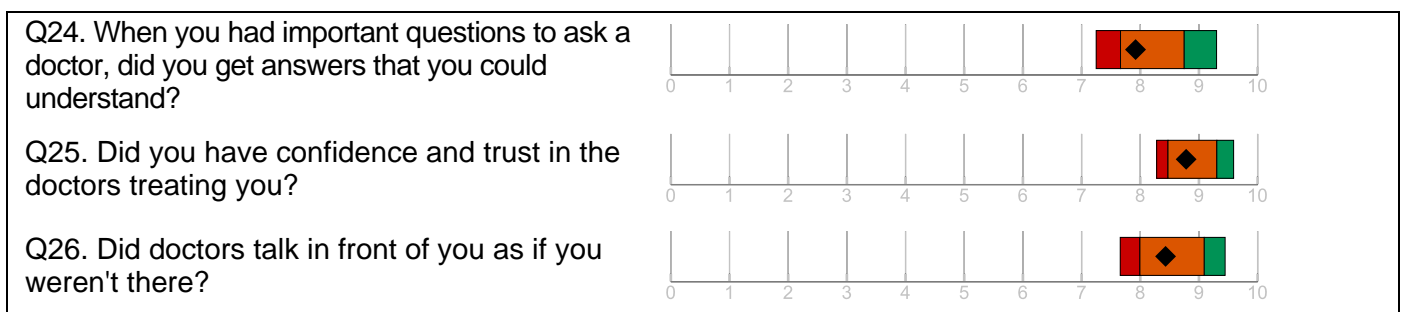 Q24. When you had important questions to ask a
doctor, did you get answers that you could
understand?
0 1 2 3 4 5 6 7 8 9 10
Q25. Did you have confidence and trust in the
doctors treating you?
0 1 2 3 4 5 6 7 8 9 10
Q26. Did doctors talk in front of you as if you
weren't there?
0 1 2 3 4 5 6 7 8 9 10